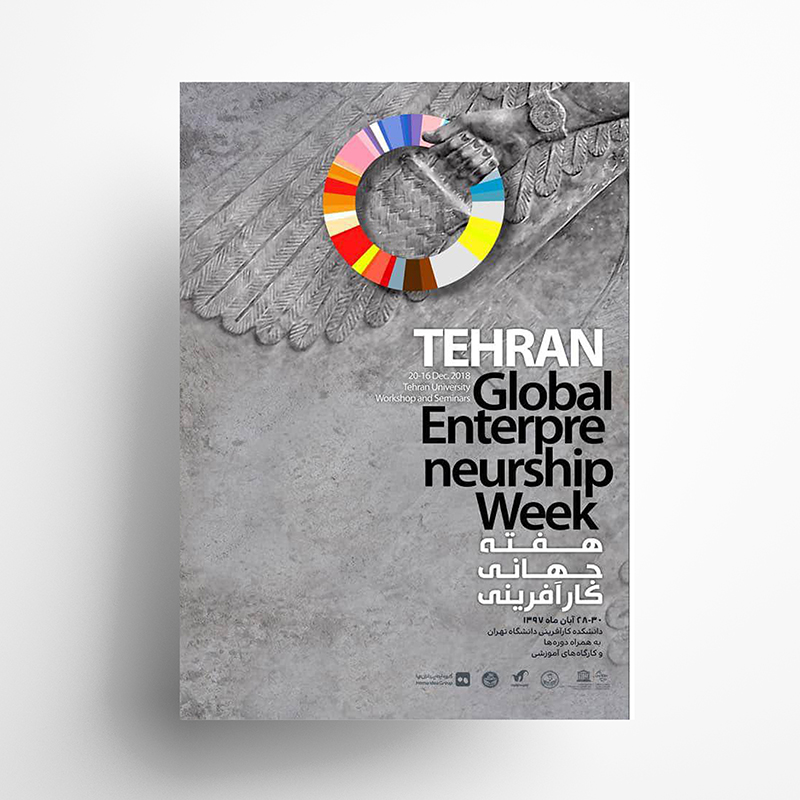 TEHRAN
20-16 Dec. 2018
Tehran University
Workshop and Seminars
Global
Enterpre
neurship
Week
هفته
جهانی
کارآفرینی
۲۸-۳۰ آبان ماه ۱۳۹۷
دانشکده کارآفرینی دانشگاه تهران
به همراه دوره‌ها
و کارگاه‌های آموزشی